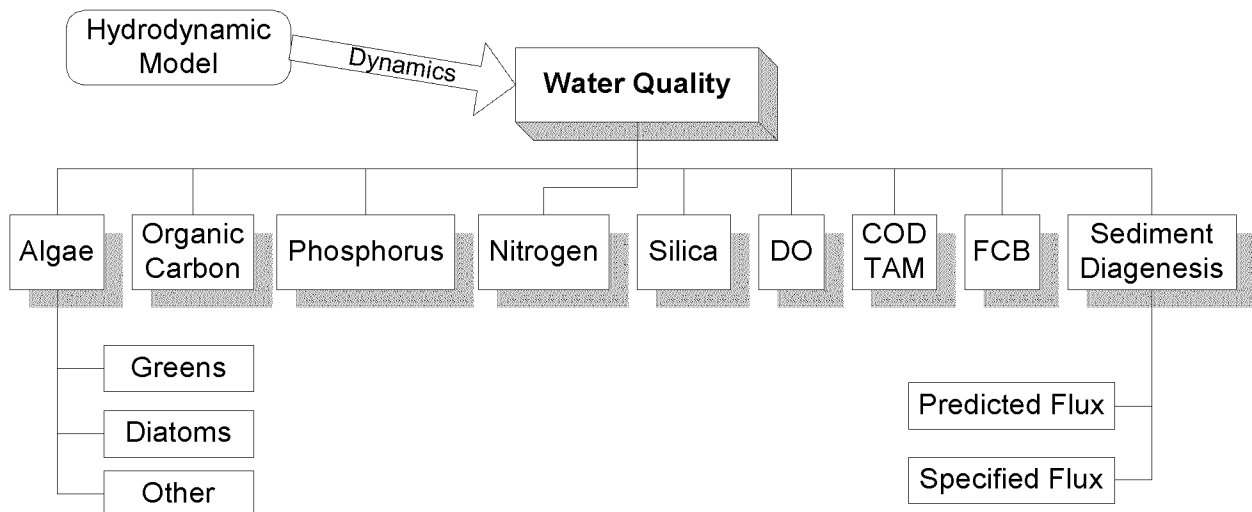 Hydrodynamic
Model
Dynamics
Water Quality
Algae
Organic
Carbon
Phosphorus
Nitrogen
Silica
DO
COD
TAM
FCB
Sediment
Diagenesis
Greens
Diatoms
Other
Predicted Flux
Specified Flux